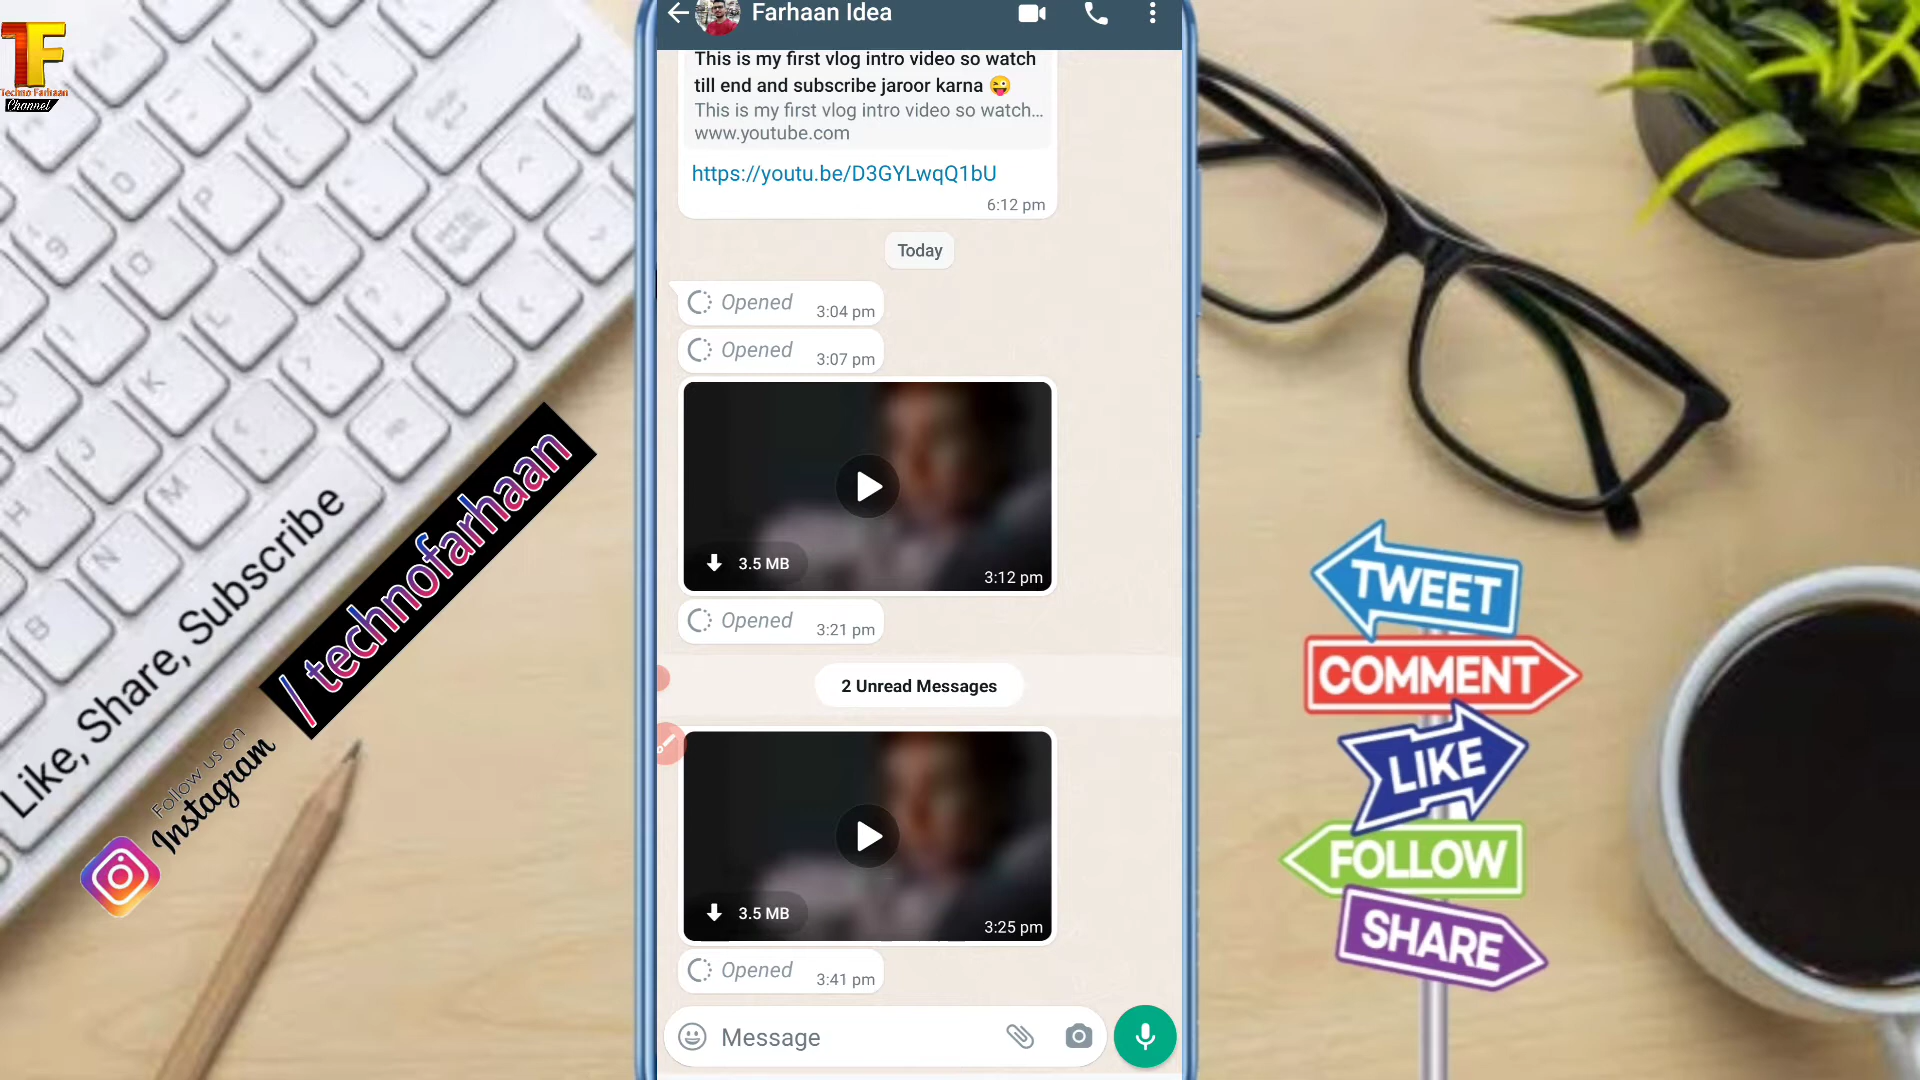 TF
Techno Farhaan
Channel
Like, Share, Subscribe
/technofarhaan
Follow us on
Instagram
Farhaan Idea
This is my first vlog intro video so watch
till end and subscribe jaroor karna 😜
This is my first vlog intro video so watch...
www.youtube.com
https://youtu.be/D3GYLwqQ1bU
6:12 pm
Today
Opened 3:04 pm
Opened 3:07 pm
3.5 MB
3:12 pm
Opened 3:21 pm
2 Unread Messages
3.5 MB
3:25 pm
Opened 3:41 pm
Message
TWEET
COMMENT
LIKE
FOLLOW
SHARE